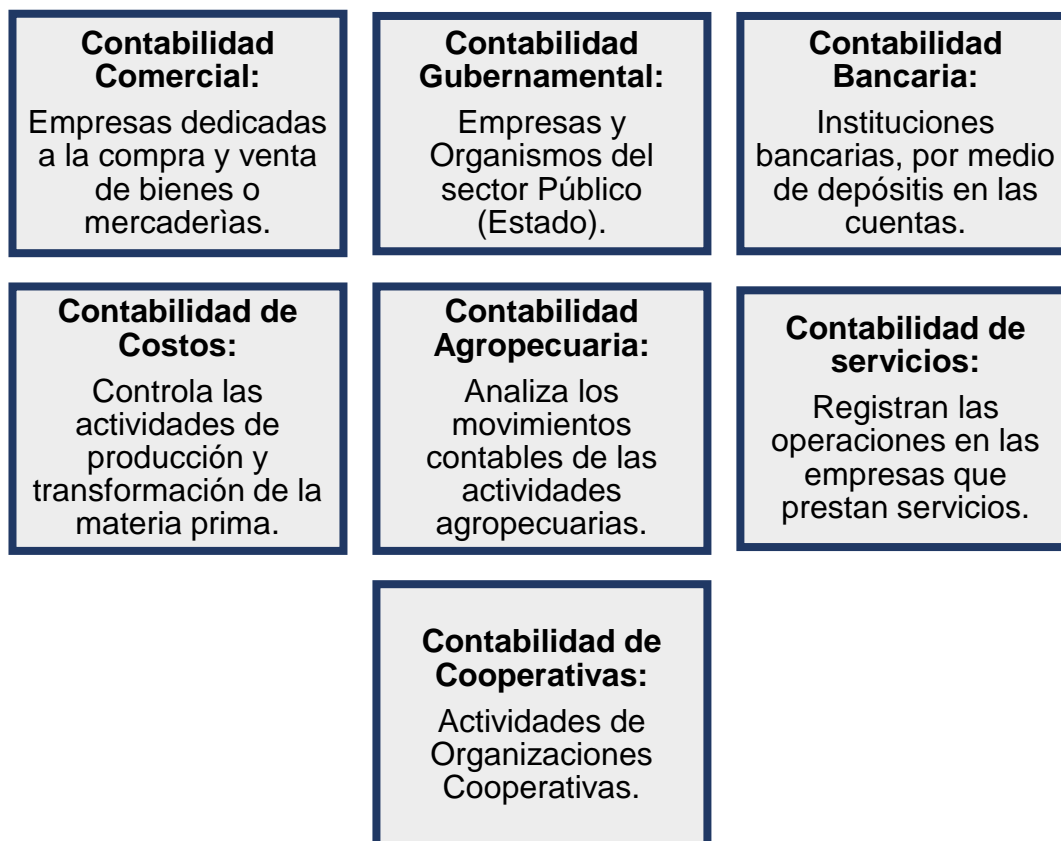 Contabilidad
Comercial:
Empresas dedicadas
a la compra y venta
de bienes o
mercaderìas.
Contabilidad
Gubernamental:
Empresas y
Organismos del
sector Público
(Estado).
Contabilidad
Bancaria:
Instituciones
bancarias, por medio
de depósitis en las
cuentas.
Contabilidad de
Costos:
Controla las
actividades de
producción y
transformación de la
materia prima.
Contabilidad
Agropecuaria:
Analiza los
movimientos
contables de las
actividades
agropecuarias.
Contabilidad de
servicios:
Registran las
operaciones en las
empresas que
prestan servicios.
Contabilidad de
Cooperativas:
Actividades de
Organizaciones
Cooperativas.